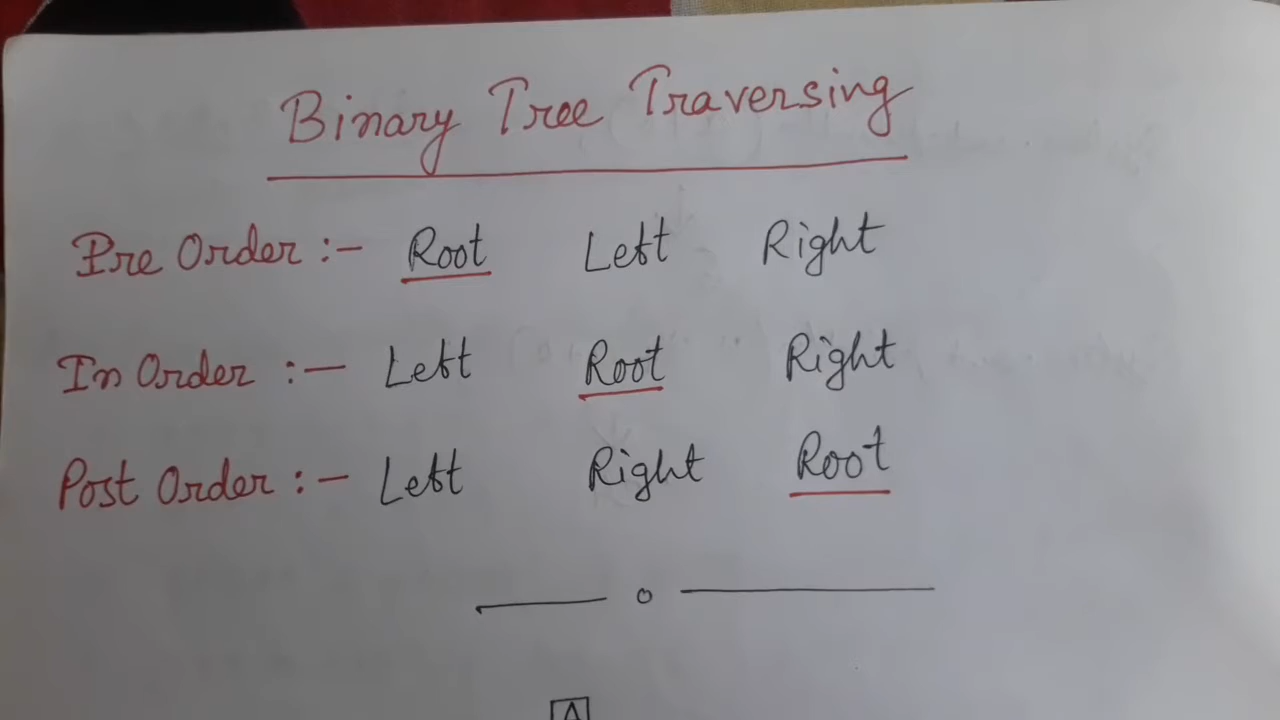 Binary Tree Traversing
Pre Order :- Root Left Right
In Order :- Left Root Right
Post Order :- Left Right Root
A